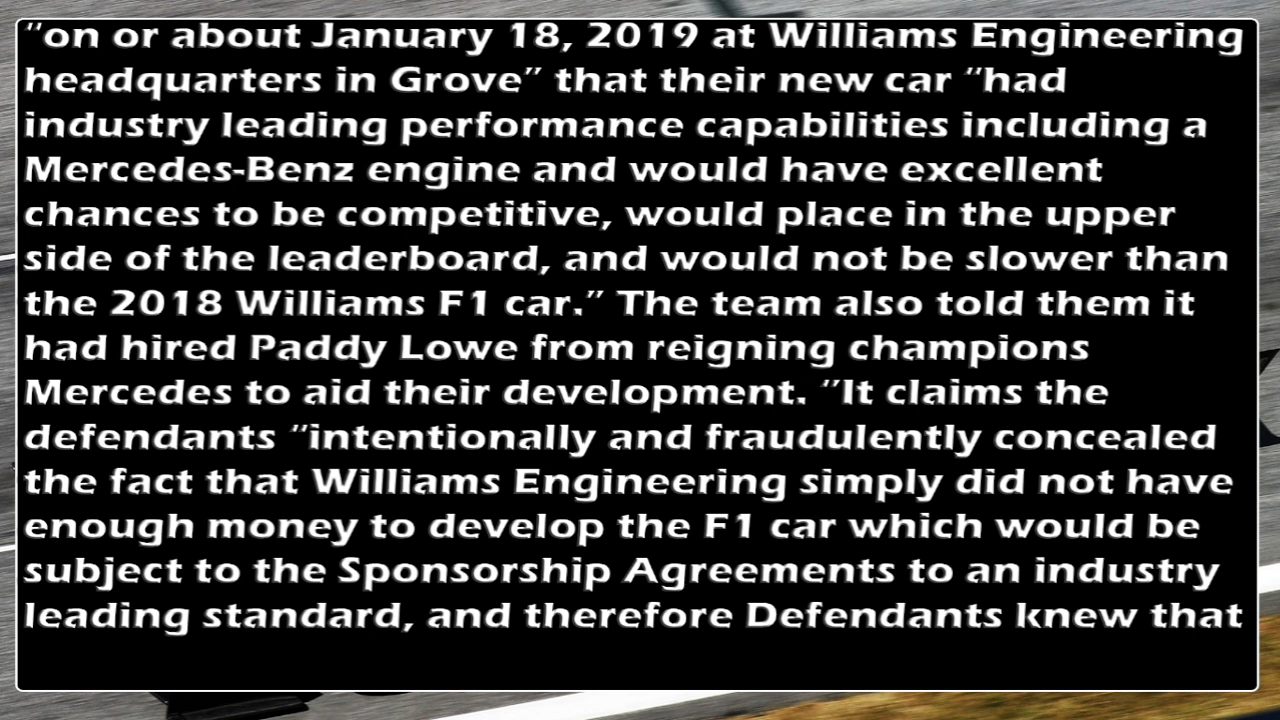 “on or about January 18, 2019 at Williams Engineering
headquarters in Grove” that their new car “had
industry leading performance capabilities including a
Mercedes-Benz engine and would have excellent
chances to be competitive, would place in the upper
side of the leaderboard, and would not be slower than
the 2018 Williams F1 car.” The team also told them it
had hired Paddy Lowe from reigning champions
Mercedes to aid their development. “It claims the
defendants “intentionally and fraudulently concealed
the fact that Williams Engineering simply did not have
enough money to develop the F1 car which would be
subject to the Sponsorship Agreements to an industry
leading standard, and therefore Defendants knew that